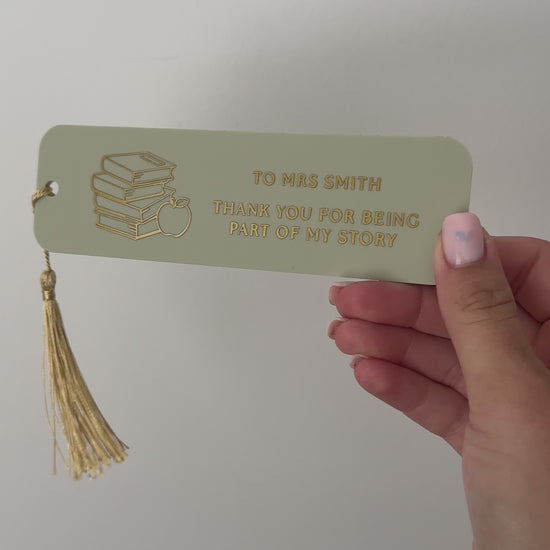 TO MRS SMITH
THANK YOU FOR BEING
PART OF MY STORY